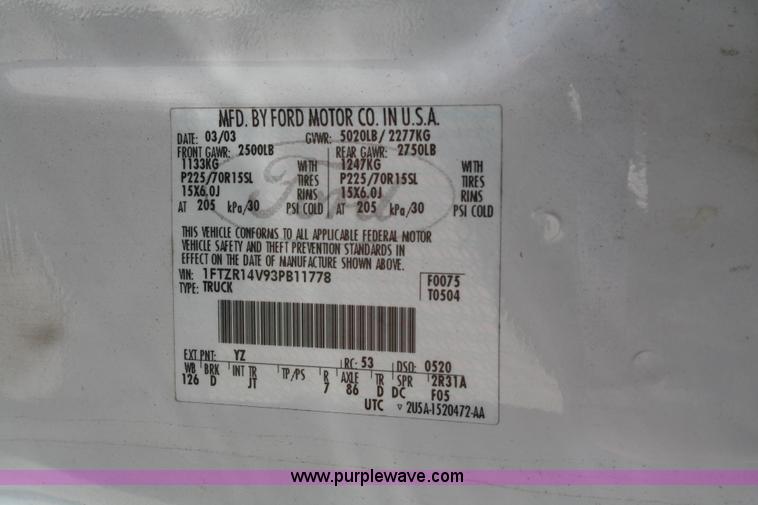 MFD. BY FORD MOTOR CO. IN U.S.A.
DATE: 03/03 GVWR: 5020LB/ 2277KG
FRONT GAWR: 2500LB REAR GAWR: 2750LB
1133KG WITH 1247KG WITH
P225/70R15SL TIRES P225/70R15SL TIRES
15X6.0J RIMS 15X6.0J RIMS
AT 205 kPa/30 PSI COLD AT 205 kPa/30 PSI COLD
Ford
THIS VEHICLE CONFORMS TO ALL APPLICABLE FEDERAL MOTOR
VEHICLE SAFETY AND THEFT PREVENTION STANDARDS IN
EFFECT ON THE DATE OF MANUFACTURE SHOWN ABOVE.
VIN: 1FTZR14V93PB11778 F0075
TYPE: TRUCK T0504
EXT PNT: YZ RC: 53 DSO: 0520
WB BRK INT TR TP/PS R AXLE TR SPR 2R31A
126 D JT 7 86 D DC F05
UTC ▿ 2U5A-1520472-AA
www.purplewave.com